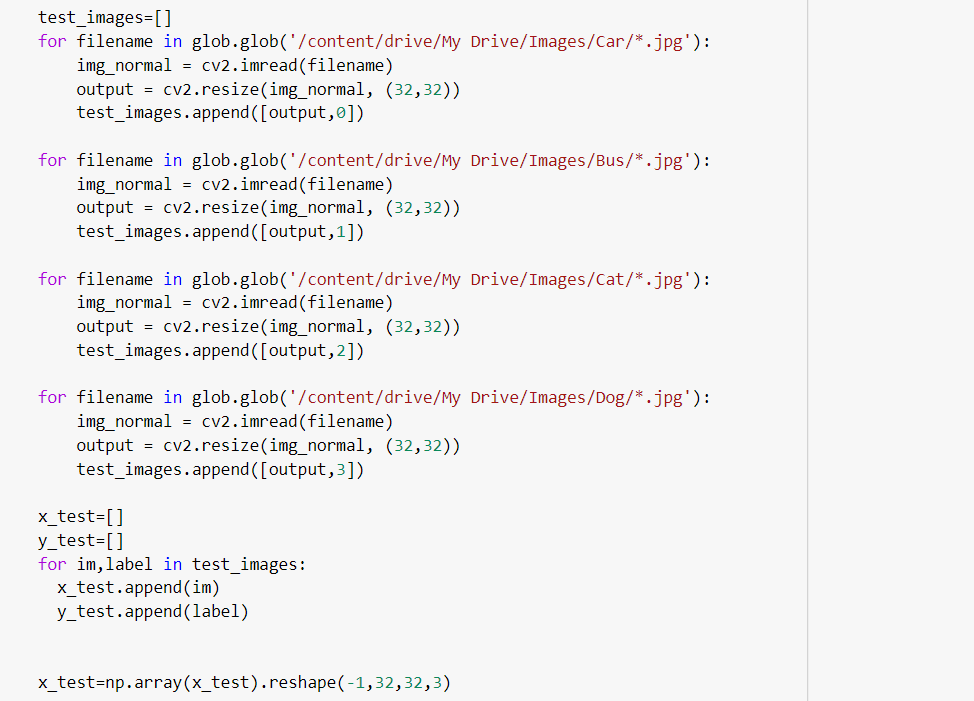 test_images=[]
for filename in glob.glob('/content/drive/My Drive/Images/Car/*.jpg'):
    img_normal = cv2.imread(filename)
    output = cv2.resize(img_normal, (32,32))
    test_images.append([output,0])

for filename in glob.glob('/content/drive/My Drive/Images/Bus/*.jpg'):
    img_normal = cv2.imread(filename)
    output = cv2.resize(img_normal, (32,32))
    test_images.append([output,1])

for filename in glob.glob('/content/drive/My Drive/Images/Cat/*.jpg'):
    img_normal = cv2.imread(filename)
    output = cv2.resize(img_normal, (32,32))
    test_images.append([output,2])

for filename in glob.glob('/content/drive/My Drive/Images/Dog/*.jpg'):
    img_normal = cv2.imread(filename)
    output = cv2.resize(img_normal, (32,32))
    test_images.append([output,3])

x_test=[]
y_test=[]
for im,label in test_images:
  x_test.append(im)
  y_test.append(label)


x_test=np.array(x_test).reshape(-1,32,32,3)